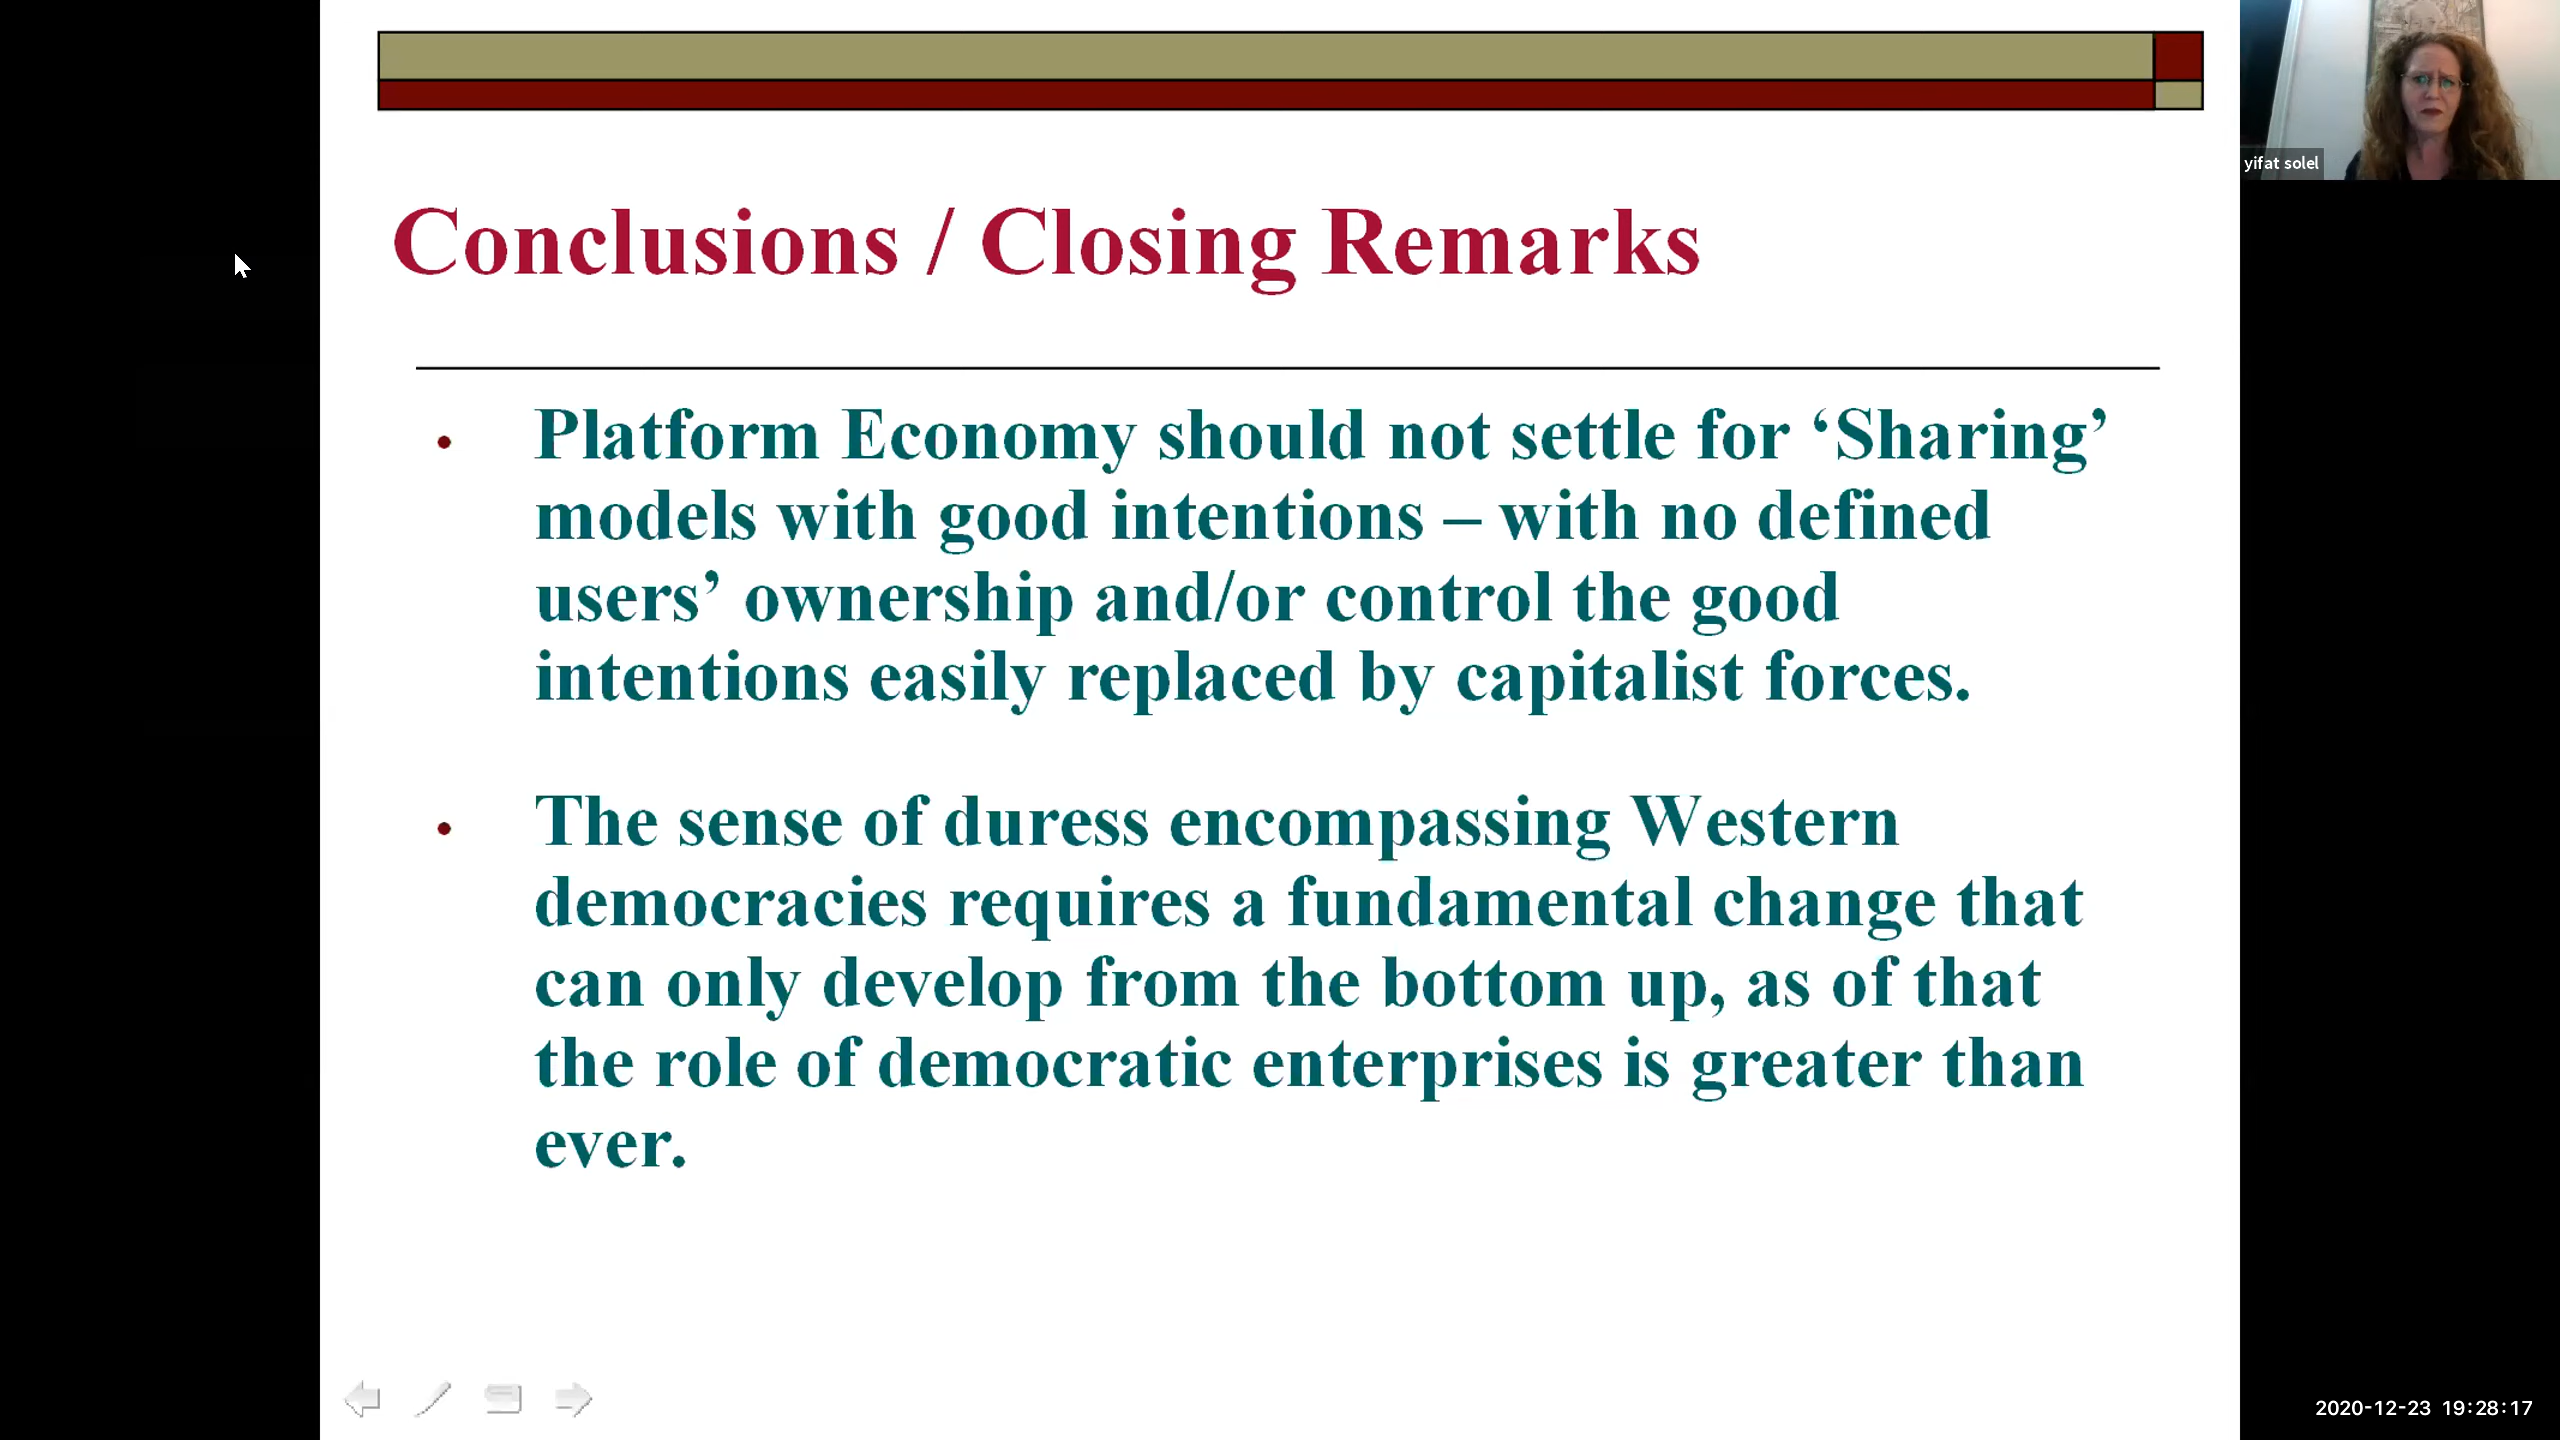 yifat solel
Conclusions / Closing Remarks
• Platform Economy should not settle for ‘Sharing’
models with good intentions – with no defined
users’ ownership and/or control the good
intentions easily replaced by capitalist forces.
• The sense of duress encompassing Western
democracies requires a fundamental change that
can only develop from the bottom up, as of that
the role of democratic enterprises is greater than
ever.
2020-12-23 19:28:17